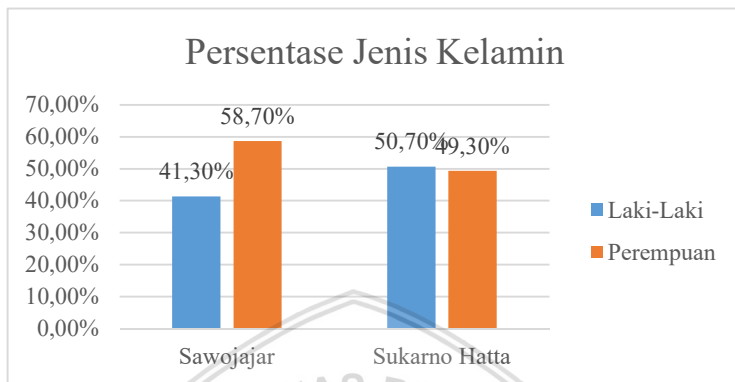 Persentase Jenis Kelamin
70,00%
60,00%
50,00%
40,00%
30,00%
20,00%
10,00%
0,00%
41,30%
58,70%
50,70%
49,30%
Sawojajar
Sukarno Hatta
Laki-Laki
Perempuan